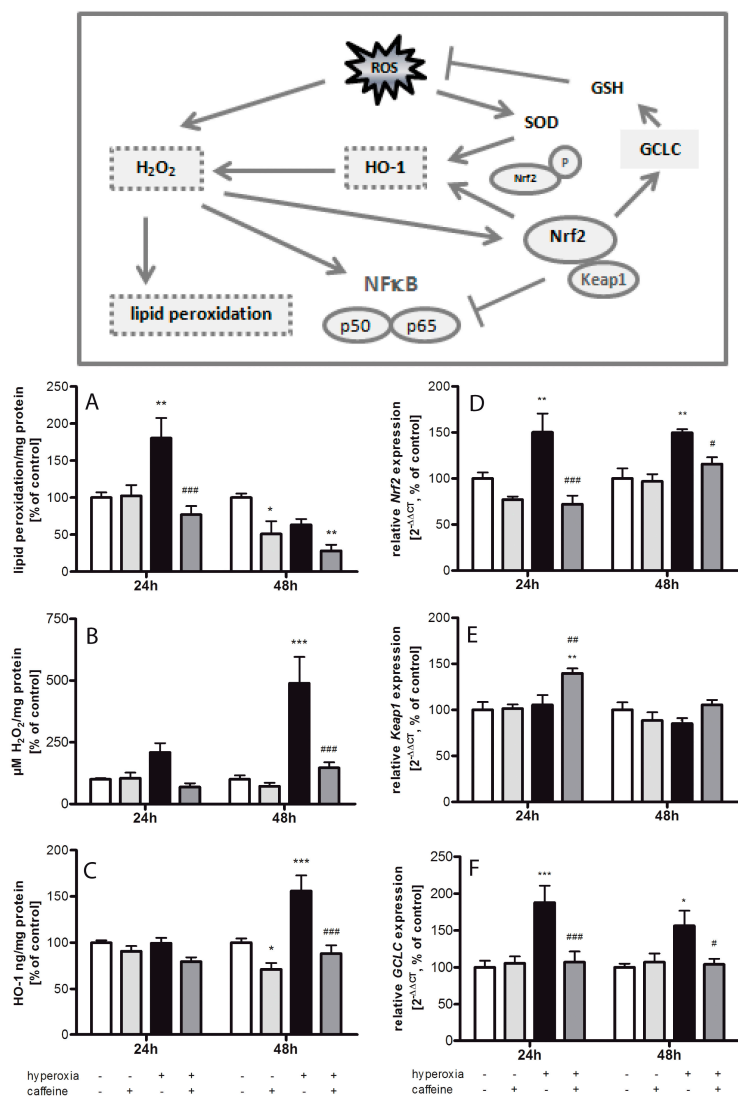 ROS
GSH
SOD
H2O2
HO-1
Nrf2
P
GCLC
Nrf2
Keap1
NFκB
lipid peroxidation
p50
p65
A
lipid peroxidation/mg protein
[% of control]
250
200
150
100
50
0
**
###
*
**
24h
48h
D
relative Nrf2 expression
[2-ΔΔCT, % of control]
200
150
100
50
0
**
###
**
#
24h
48h
B
µM H2O2/mg protein
[% of control]
750
500
250
0
***
###
24h
48h
E
relative Keap1 expression
[2-ΔΔCT, % of control]
200
150
100
50
0
##
**
24h
48h
C
HO-1 ng/mg protein
[% of control]
200
150
100
50
0
*
***
###
24h
48h
F
relative GCLC expression
[2-ΔΔCT, % of control]
250
200
150
100
50
0
***
###
*
#
24h
48h
hyperoxia - - + + - - + +
caffeine - + - + - + - +
hyperoxia - - + + - - + +
caffeine - + - + - + - +